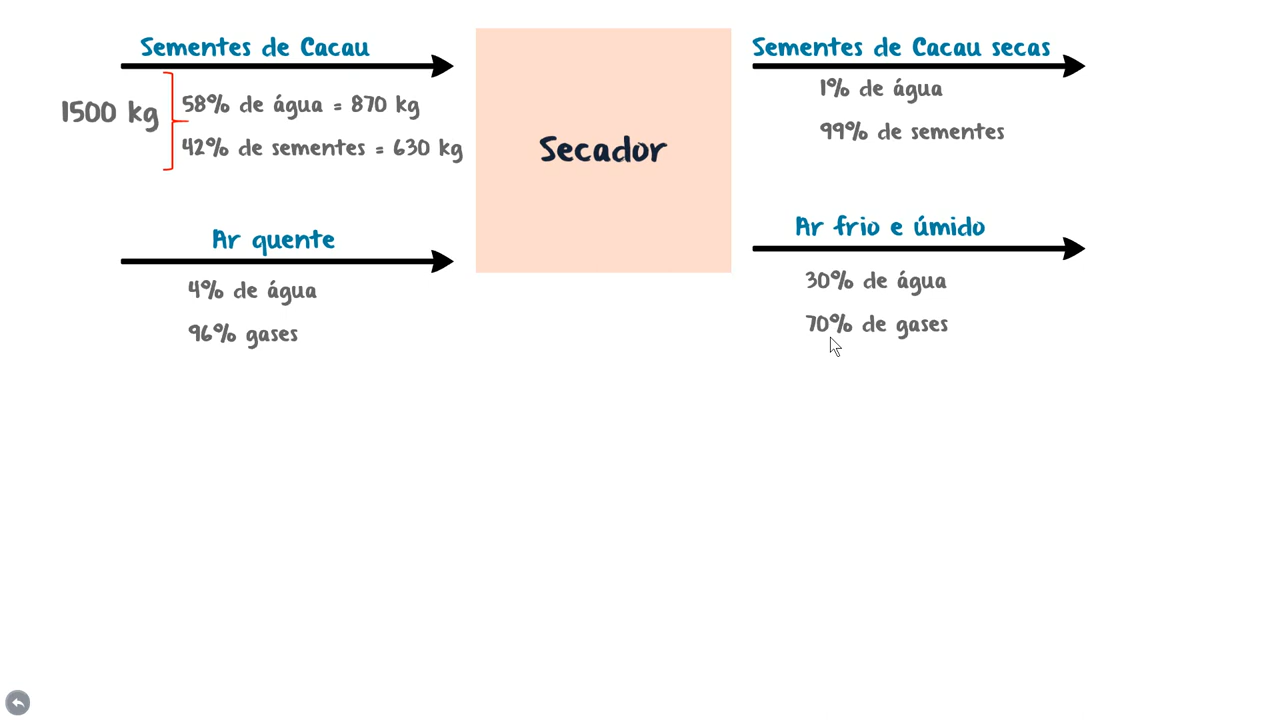 Sementes de Cacau
1500 kg
58% de água = 870 kg
42% de sementes = 630 kg
Ar quente
4% de água
96% gases
Secador
Sementes de Cacau secas
1% de água
99% de sementes
Ar frio e úmido
30% de água
70% de gases